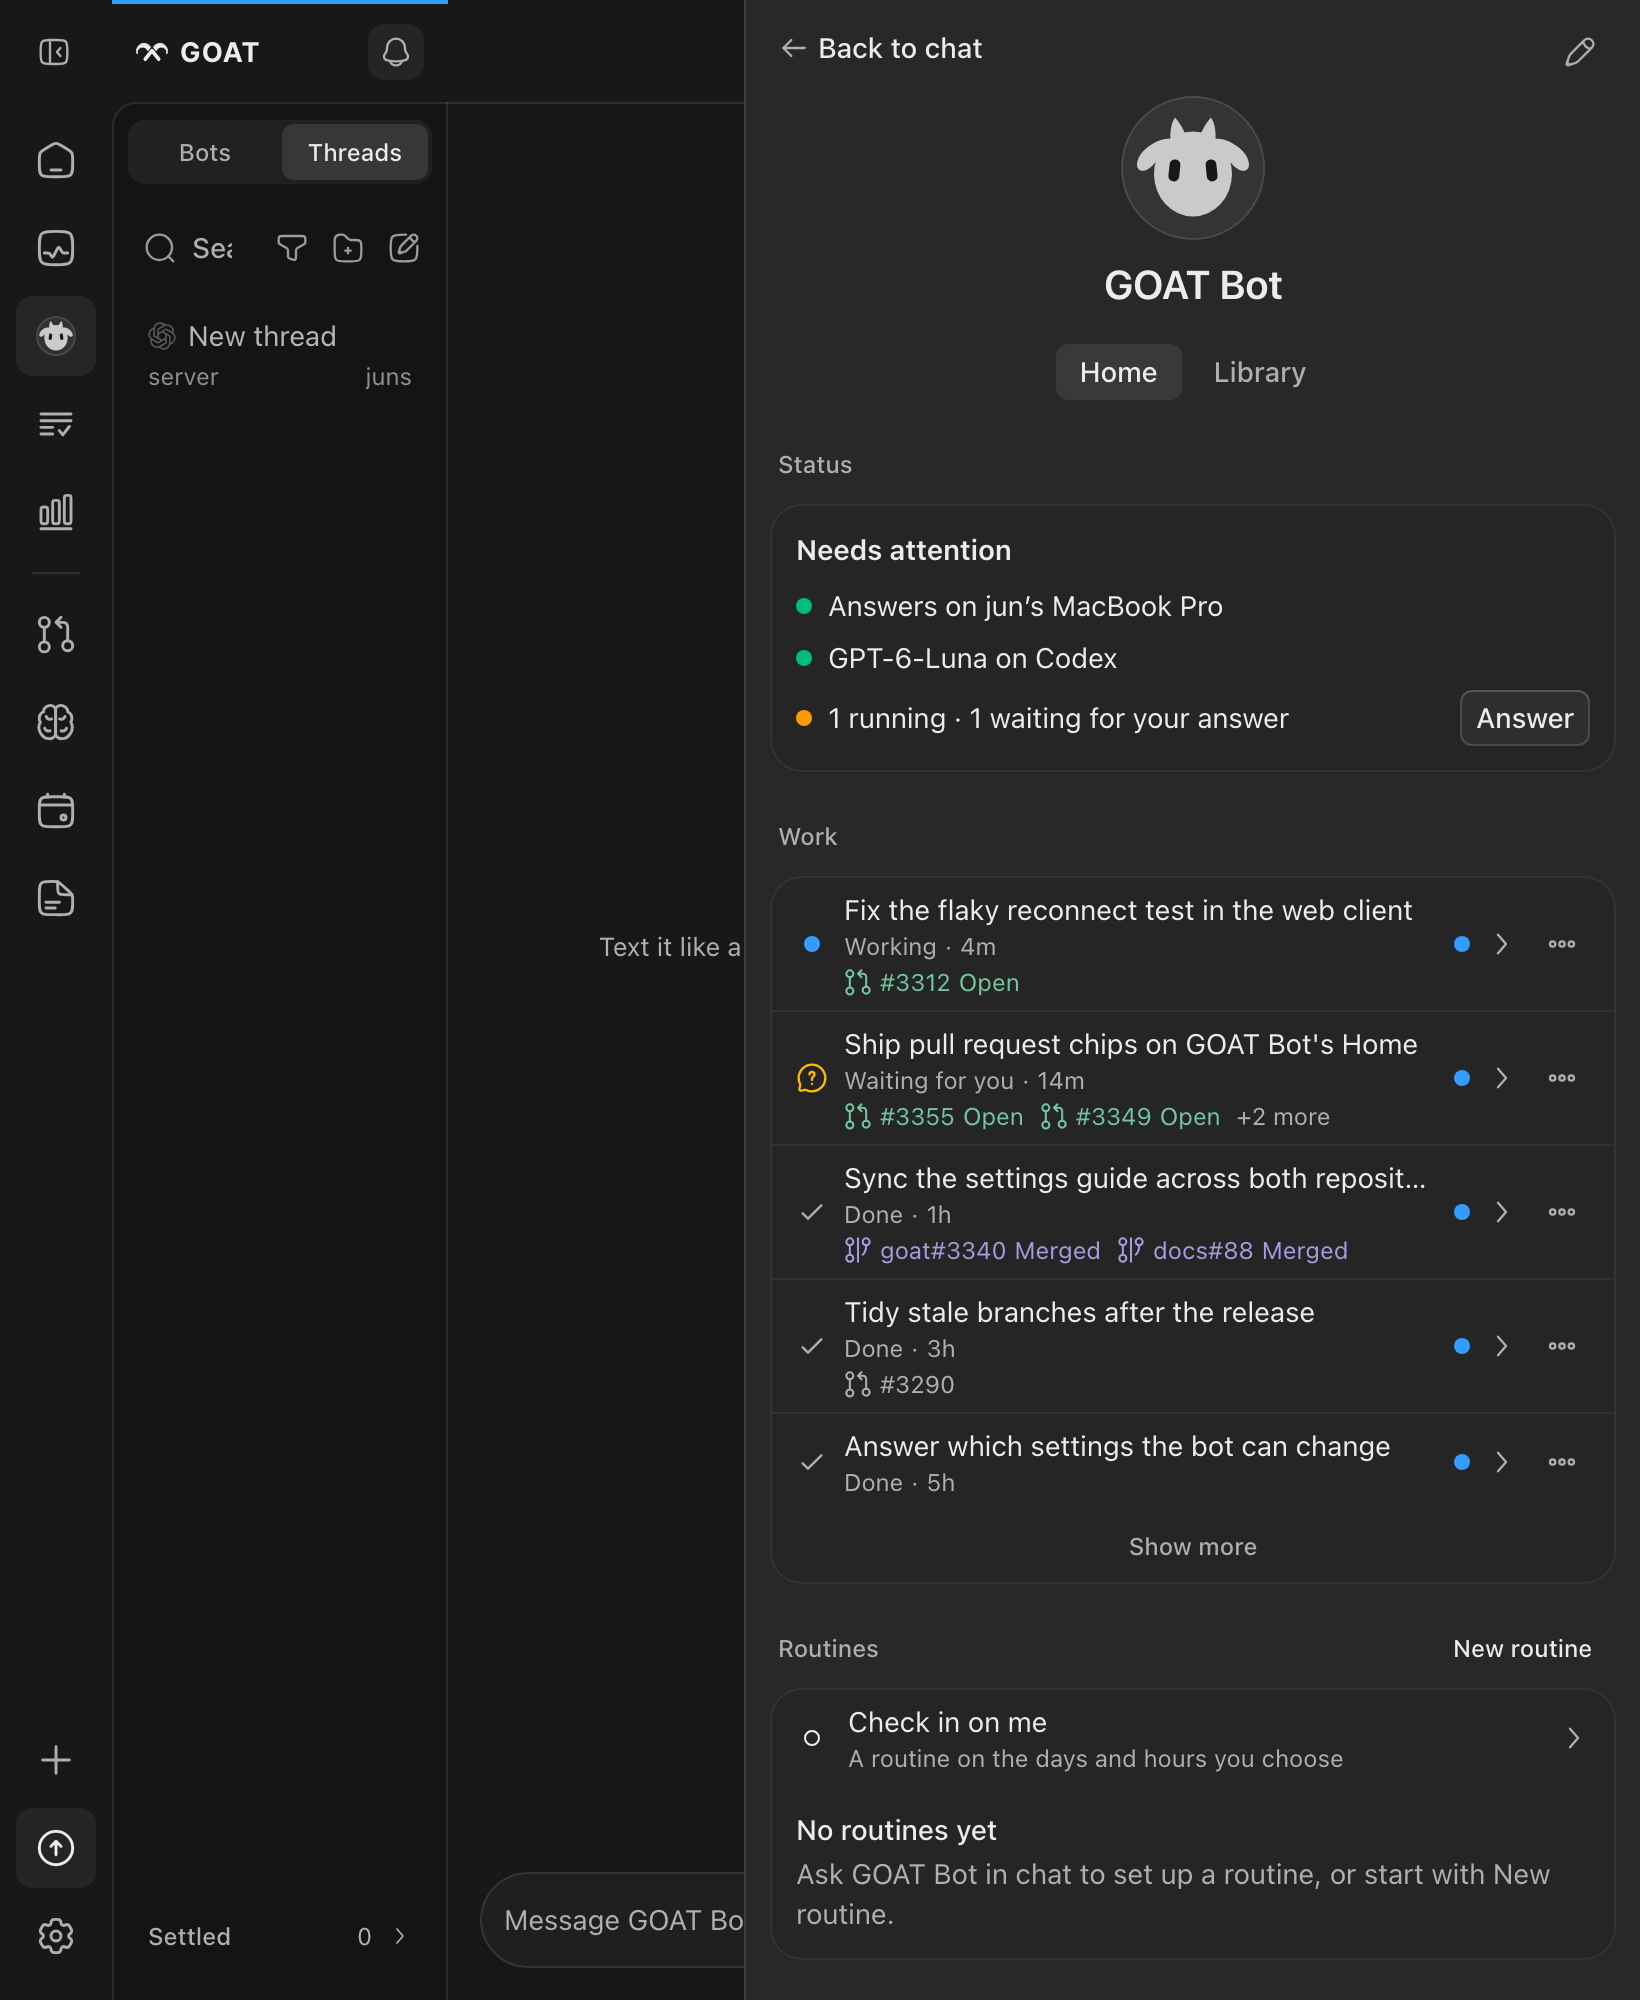 GOAT
Bots
Threads
New thread
server
juns
Settled
0
Text it like a
Message GOAT Bo
Back to chat
GOAT Bot
Home
Library
Status
Needs attention
Answers on jun’s MacBook Pro
GPT-6-Luna on Codex
1 running · 1 waiting for your answer
Answer
Work
Fix the flaky reconnect test in the web client
Working · 4m
#3312 Open
Ship pull request chips on GOAT Bot's Home
Waiting for you · 14m
#3355 Open #3349 Open +2 more
Sync the settings guide across both reposit...
Done · 1h
goat#3340 Merged docs#88 Merged
Tidy stale branches after the release
Done · 3h
#3290
Answer which settings the bot can change
Done · 5h
Show more
Routines
New routine
Check in on me
A routine on the days and hours you choose
No routines yet
Ask GOAT Bot in chat to set up a routine, or start with New
routine.